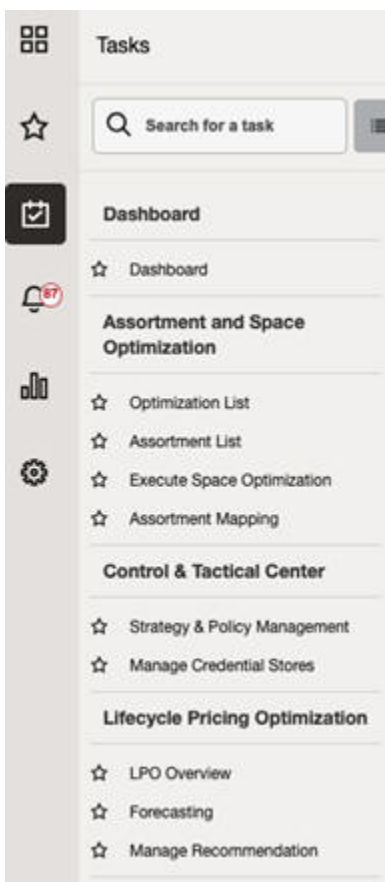 Tasks
Search for a task
Dashboard
Dashboard
87
Assortment and Space
Optimization
Optimization List
Assortment List
Execute Space Optimization
Assortment Mapping
Control & Tactical Center
Strategy & Policy Management
Manage Credential Stores
Lifecycle Pricing Optimization
LPO Overview
Forecasting
Manage Recommendation